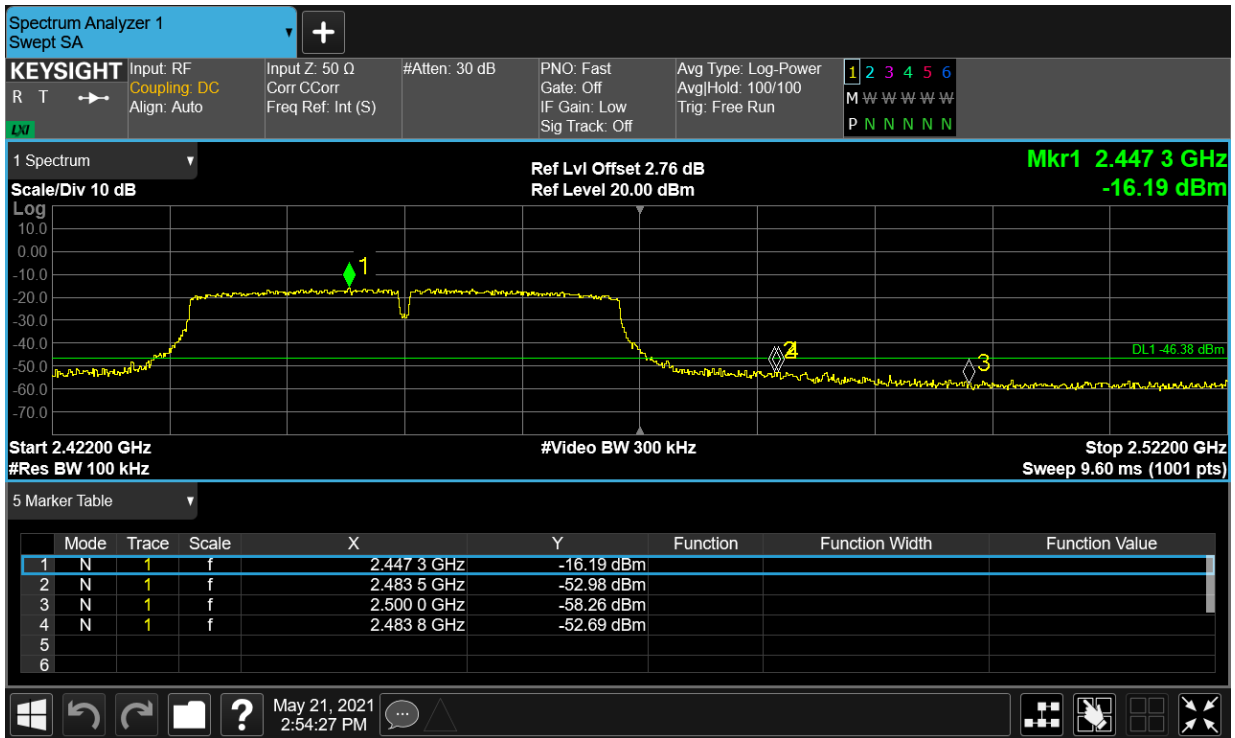 Spectrum Analyzer 1
Swept SA
KEYSIGHT
R T
LXI
Input: RF
Coupling: DC
Align: Auto
Input Z: 50 Ω
Corr CCorr
Freq Ref: Int (S)
#Atten: 30 dB
PNO: Fast
Gate: Off
IF Gain: Low
Sig Track: Off
Avg Type: Log-Power
Avg|Hold: 100/100
Trig: Free Run
1 2 3 4 5 6
M W W W W W
P N N N N N
1 Spectrum
Scale/Div 10 dB
Ref Lvl Offset 2.76 dB
Ref Level 20.00 dBm
Mkr1 2.447 3 GHz
-16.19 dBm
Log
10.0
0.00
-10.0
-20.0
-30.0
-40.0
-50.0
-60.0
-70.0
1
2
4
3
DL1 -46.38 dBm
Start 2.42200 GHz
#Video BW 300 kHz
Stop 2.52200 GHz
#Res BW 100 kHz
Sweep 9.60 ms (1001 pts)
5 Marker Table
Mode Trace Scale X Y Function Function Width Function Value
1 N 1 f 2.447 3 GHz -16.19 dBm
2 N 1 f 2.483 5 GHz -52.98 dBm
3 N 1 f 2.500 0 GHz -58.26 dBm
4 N 1 f 2.483 8 GHz -52.69 dBm
5
6
?
May 21, 2021
2:54:27 PM